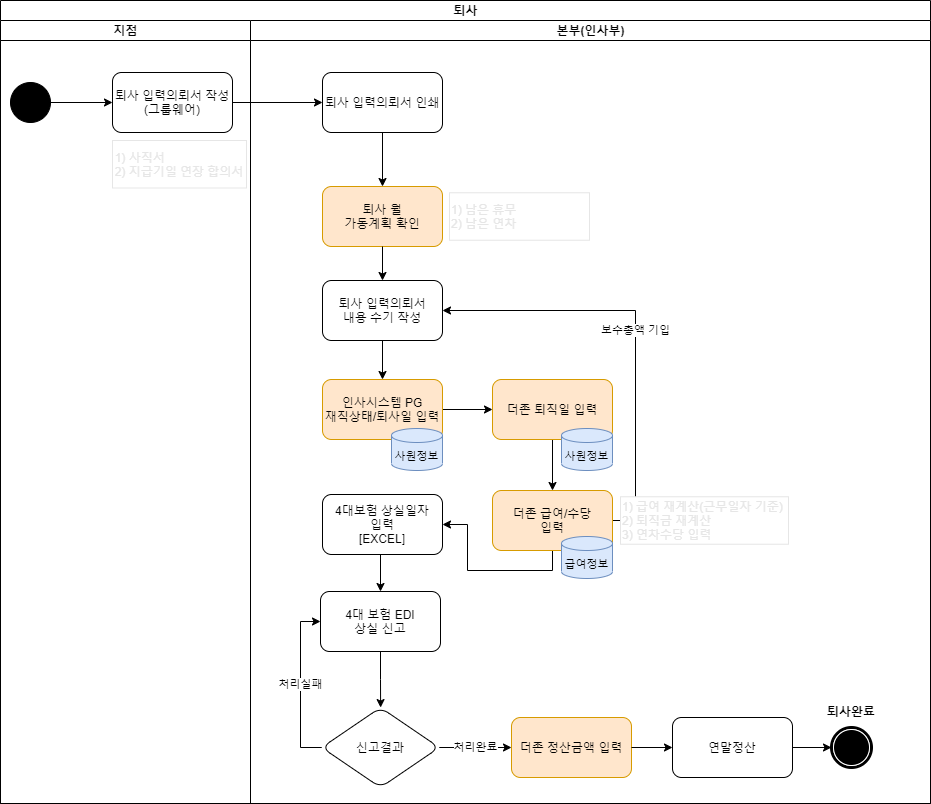 퇴사
지점
본부(인사부)
퇴사 입력의뢰서 작성
(그룹웨어)
퇴사 입력의뢰서 인쇄
1) 사직서
2) 지급기일 연장 합의서
퇴사 월
가동계획 확인
1) 남은 휴무
2) 남은 연차
퇴사 입력의뢰서
내용 수기 작성
보수총액 기입
인사시스템 PG
재직상태/퇴사일 입력
사원정보
더존 퇴직일 입력
사원정보
4대보험 상실일자
입력
[EXCEL]
더존 급여/수당
입력
급여정보
1) 급여 재계산(근무일자 기준)
2) 퇴직금 재계산
3) 연차수당 입력
4대 보험 EDI
상실 신고
처리실패
신고결과
처리완료
더존 정산금액 입력
연말정산
퇴사완료